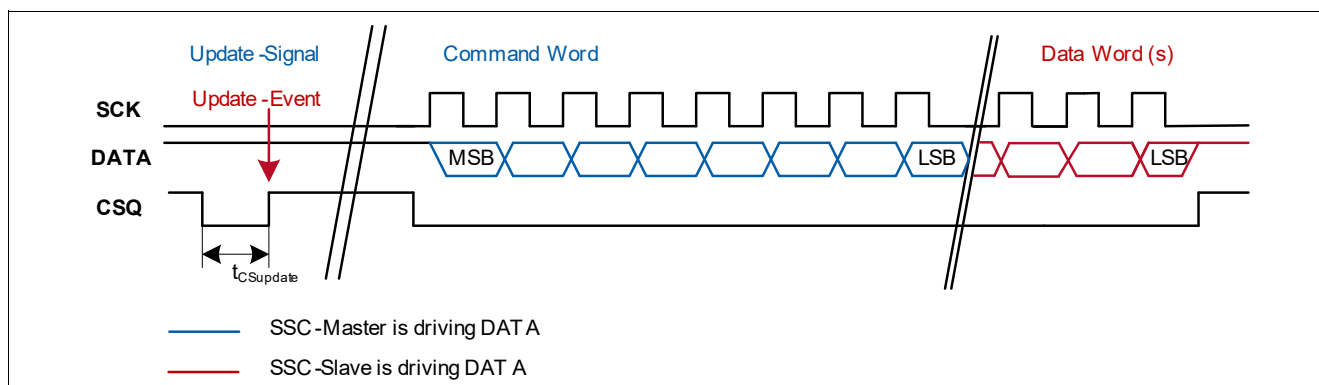 Update-Signal
Command Word
Data Word (s)
Update-Event
SCK
DATA
MSB
LSB
LSB
CSQ
tCSupdate
SSC-Master is driving DAT A
SSC-Slave is driving DAT A